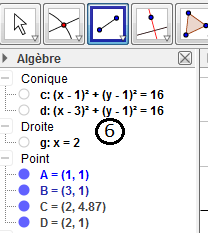 Algèbre
Conique
c: (x - 1)² + (y - 1)² = 16
d: (x - 3)² + (y - 1)² = 16
Droite
g: x = 2
6
Point
A = (1, 1)
B = (3, 1)
C = (2, 4.87)
D = (2, 1)